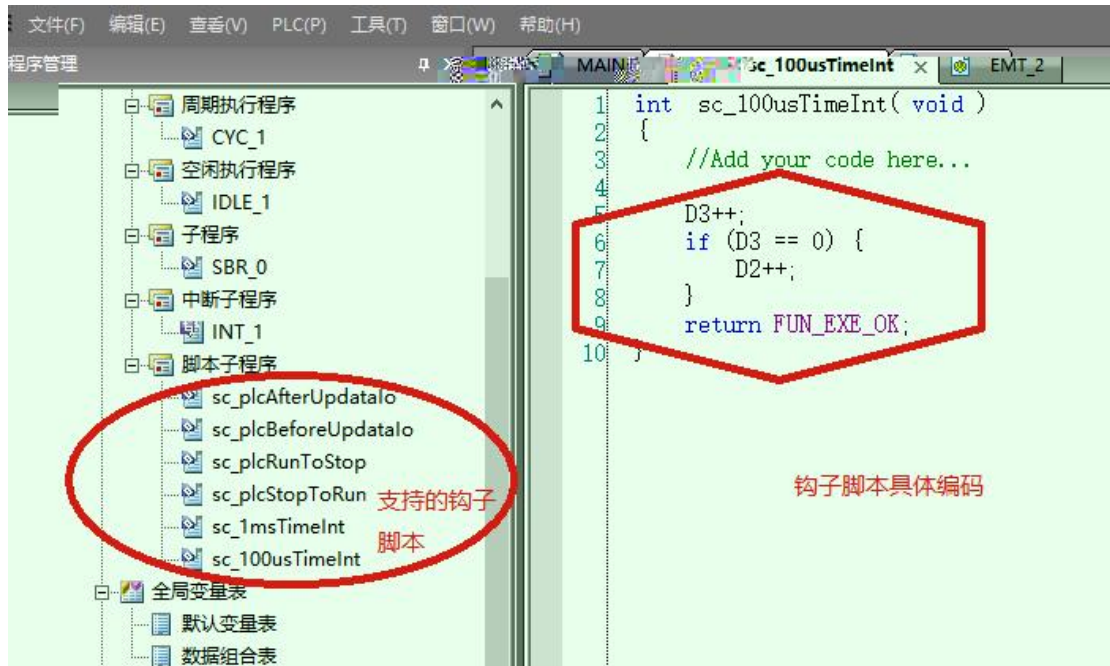 文件(F) 编辑(E) 查看(V) PLC(P) 工具(T) 窗口(W) 帮助(H)
程序管理
MAIN sc_100usTimeInt EMT_2
周期执行程序
CYC_1
空闲执行程序
IDLE_1
子程序
SBR_0
中断子程序
INT_1
脚本子程序
sc_plcAfterUpdataIo
sc_plcBeforeUpdataIo
sc_plcRunToStop
sc_plcStopToRun
sc_1msTimeInt
sc_100usTimeInt
支持的钩子
脚本
全局变量表
默认变量表
数据组合表
1 int sc_100usTimeInt( void )
2 {
3 //Add your code here...
4
5 D3++;
6 if (D3 == 0) {
7 D2++;
8 }
9 return FUN_EXE_OK;
10 }
钩子脚本具体编码